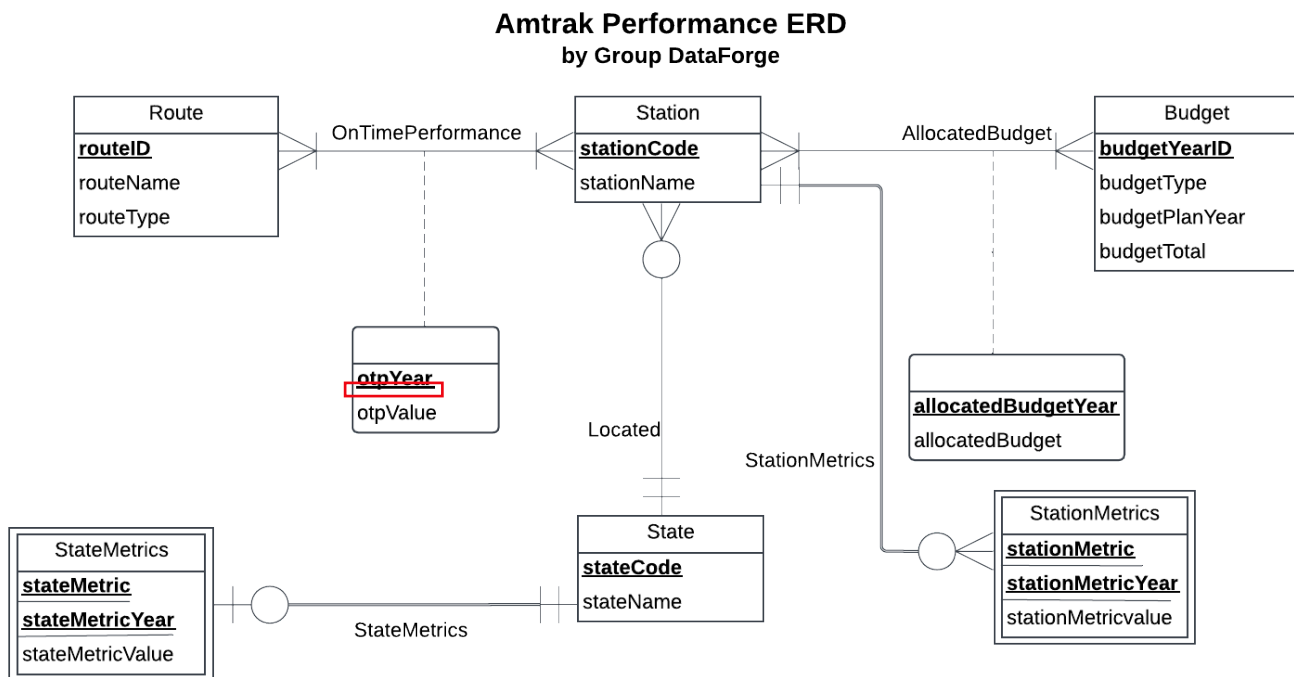 Amtrak Performance ERD
by Group DataForge
Route
routeID
routeName
routeType
OnTimePerformance
Station
stationCode
stationName
AllocatedBudget
Budget
budgetYearID
budgetType
budgetPlanYear
budgetTotal
otpYear
otpValue
allocatedBudgetYear
allocatedBudget
Located
StationMetrics
StateMetrics
stateMetric
stateMetricYear
stateMetricValue
StateMetrics
State
stateCode
stateName
StationMetrics
stationMetric
stationMetricYear
stationMetricvalue